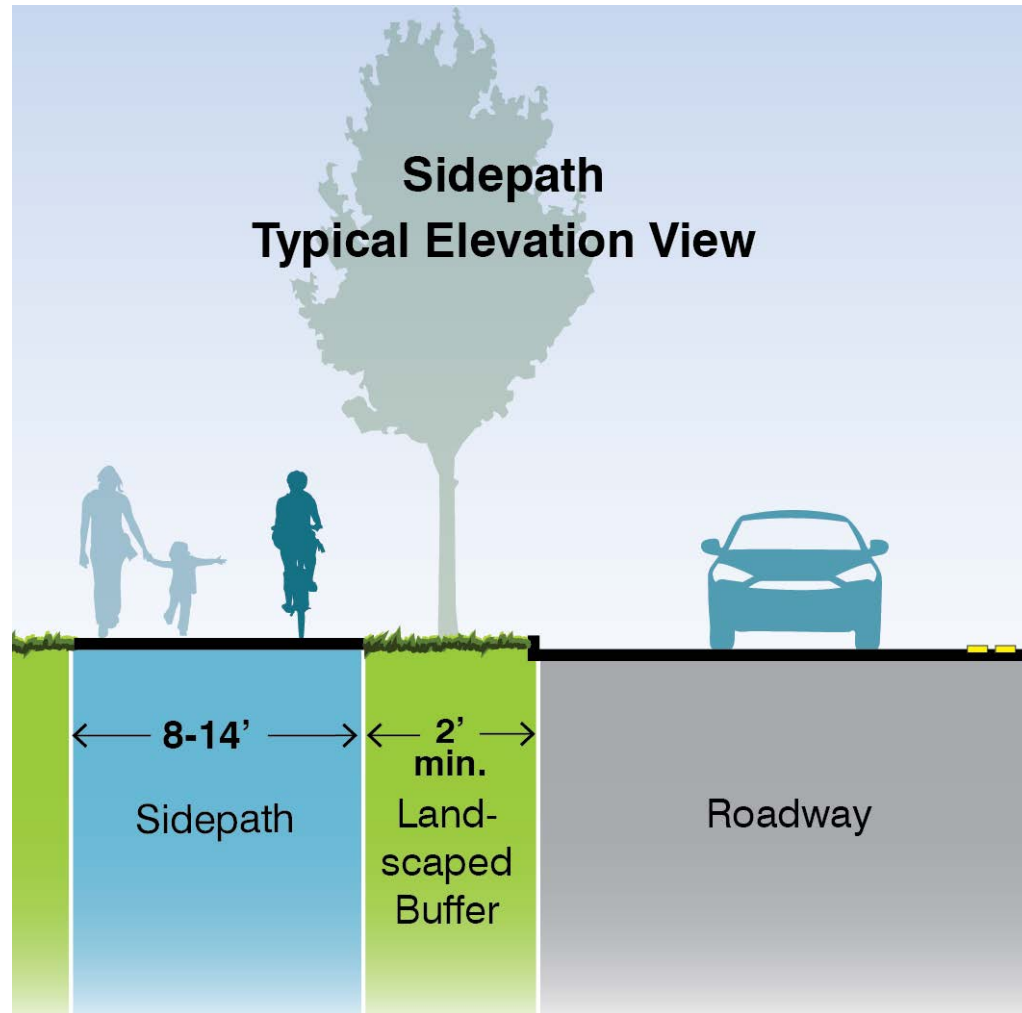 Sidepath
Typical Elevation View
8-14’
Sidepath
2’
min.
Land-
scaped
Buffer
Roadway